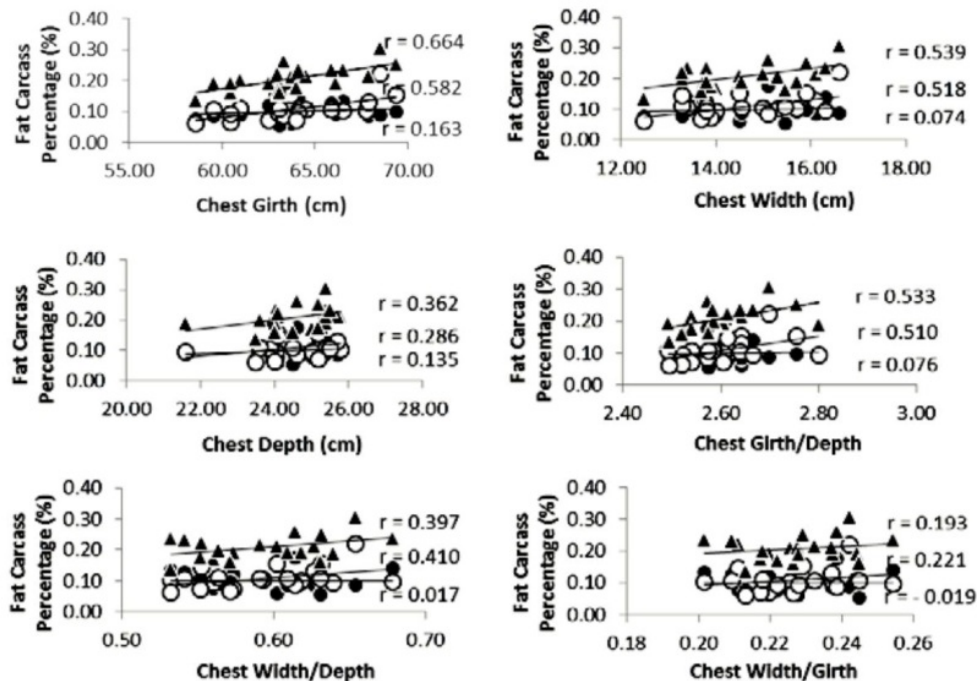 Fat Carcass
Percentage (%)
0.40
0.30
0.20
0.10
0.00
r = 0.664
r = 0.582
r = 0.163
55.00 60.00 65.00 70.00
Chest Girth (cm)
Fat Carcass
Percentage (%)
0.40
0.30
0.20
0.10
0.00
r = 0.539
r = 0.518
r = 0.074
12.00 14.00 16.00 18.00
Chest Width (cm)
Fat Carcass
Percentage (%)
0.40
0.30
0.20
0.10
0.00
r = 0.362
r = 0.286
r = 0.135
20.00 22.00 24.00 26.00 28.00
Chest Depth (cm)
Fat Carcass
Percentage (%)
0.40
0.30
0.20
0.10
0.00
r = 0.533
r = 0.510
r = 0.076
2.40 2.60 2.80 3.00
Chest Girth/Depth
Fat Carcass
Percentage (%)
0.40
0.30
0.20
0.10
0.00
r = 0.397
r = 0.410
r = 0.017
0.50 0.60 0.70
Chest Width/Depth
Fat Carcass
Percentage (%)
0.40
0.30
0.20
0.10
0.00
r = 0.193
r = 0.221
r = - 0.019
0.18 0.20 0.22 0.24 0.26
Chest Width/Girth